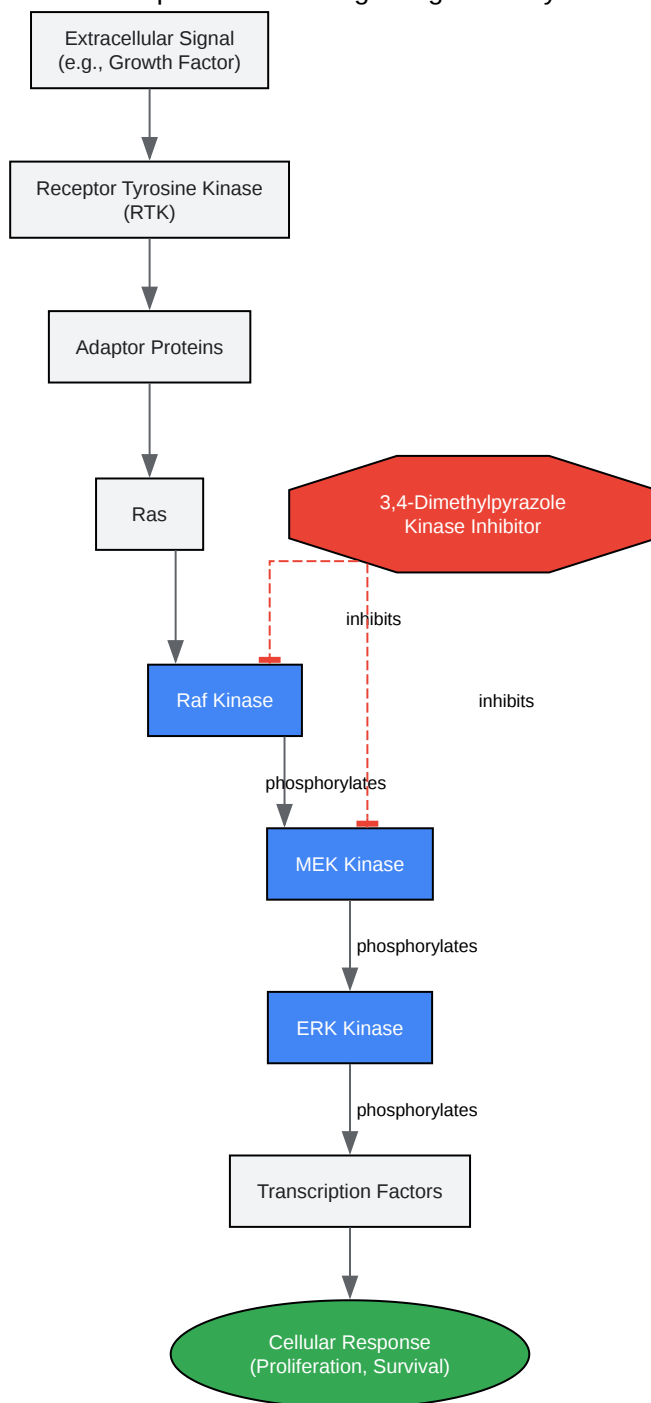 Extracellular Signal
(e.g., Growth Factor)
Receptor Tyrosine Kinase
(RTK)
Adaptor Proteins
Ras
3,4-Dimethylpyrazole
Kinase Inhibitor
inhibits
Raf Kinase
inhibits
phosphorylates
MEK Kinase
phosphorylates
ERK Kinase
phosphorylates
Transcription Factors
Cellular Response
(Proliferation, Survival)